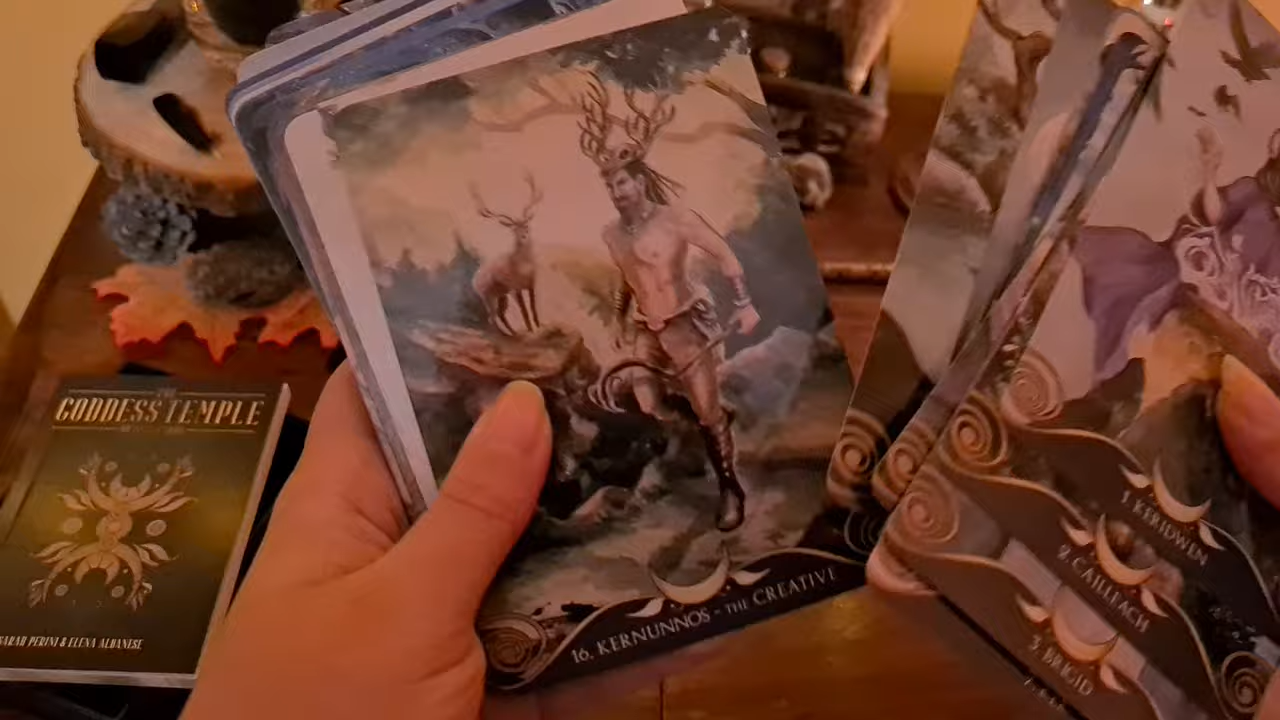 THE
GODDESS TEMPLE
SARAH PERINI & ELENA ALBANESE
16. KERNUNNOS - THE CREATIVE
1. KERIDWEN
2. CAILLEACH
3. BRIGID